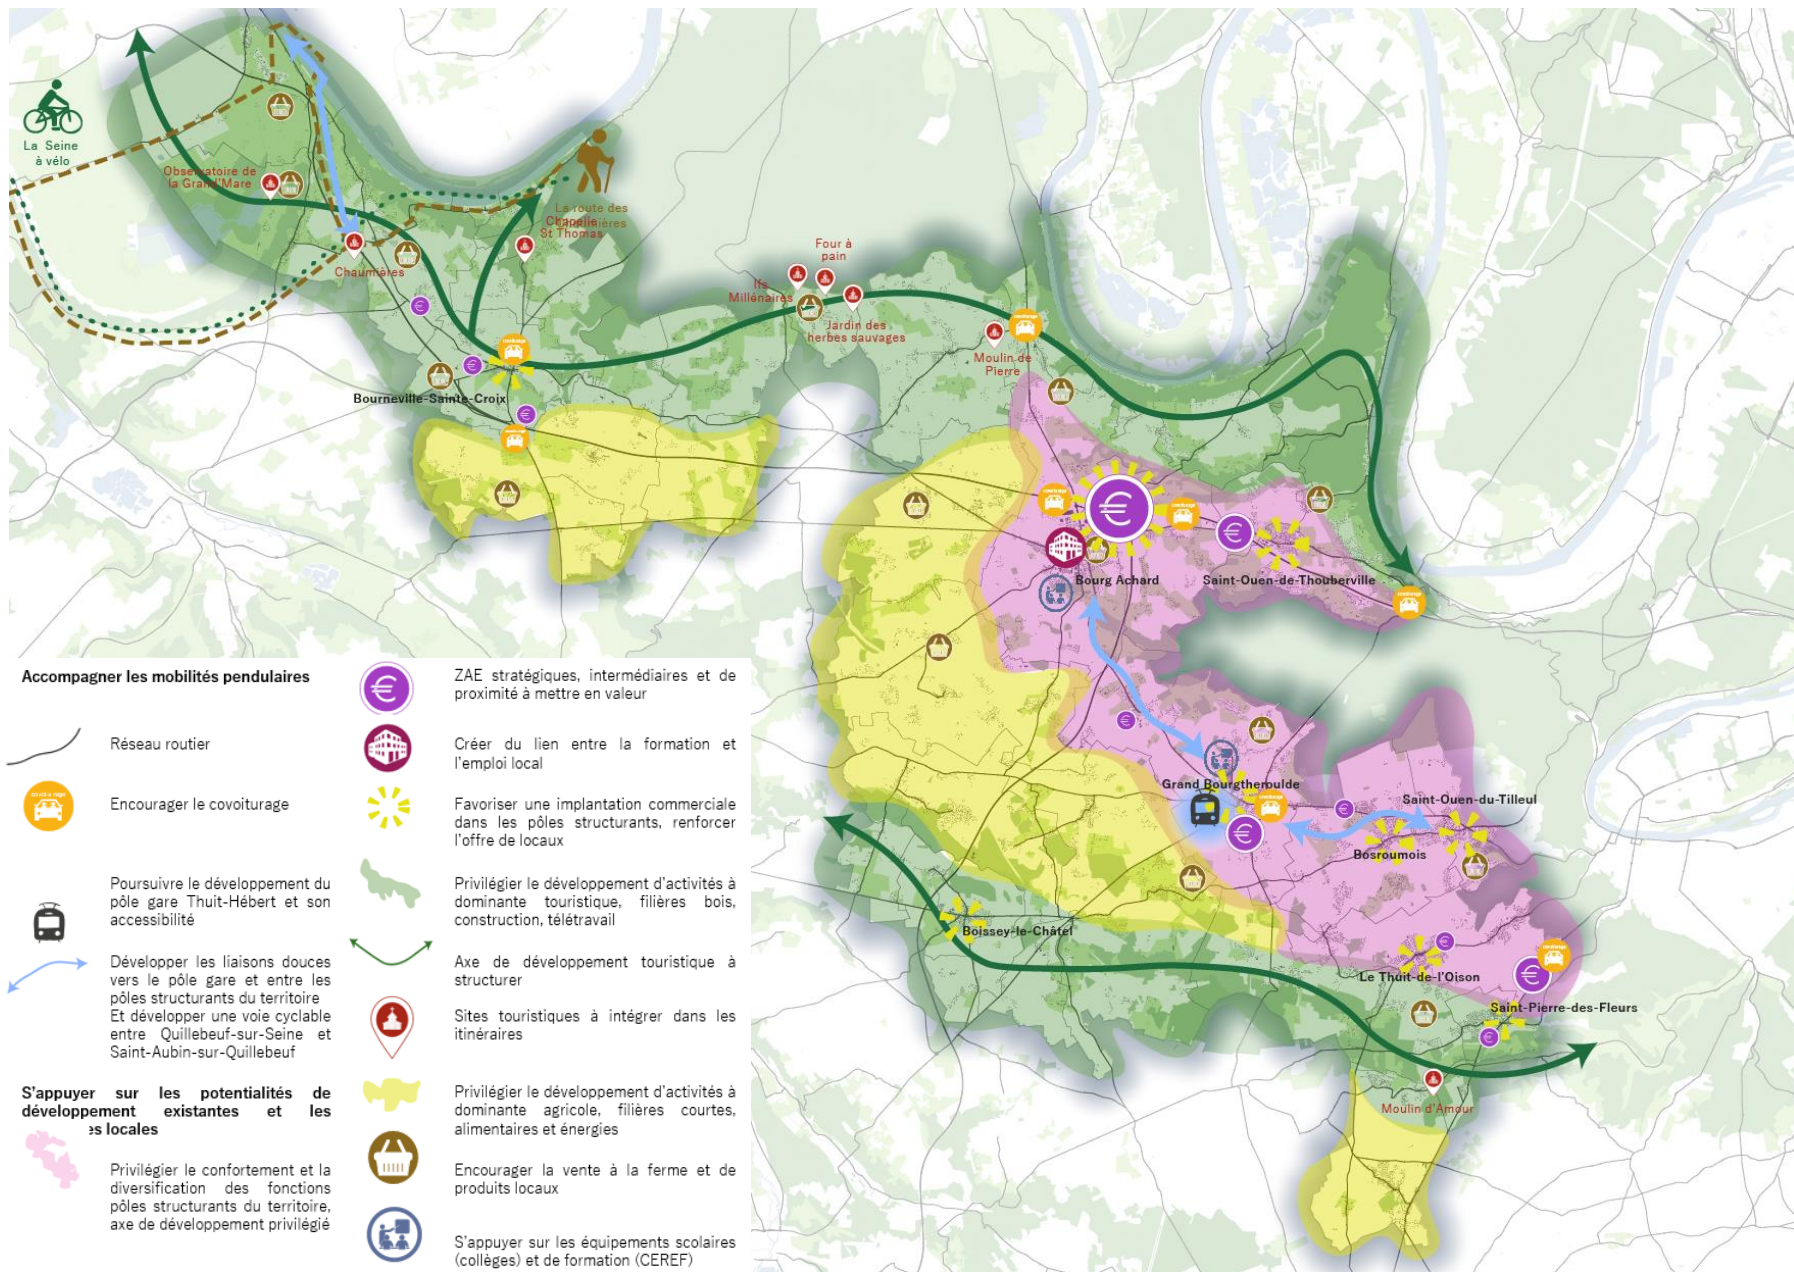 La Seine
à vélo
Observatoire de
la Grand'Mare
Chaumières
La route des
Chapelle
St Thomas
Ifs
Millénaires
Four à
pain
Jardin des
herbes sauvages
Moulin de
Pierre
Bourneville-Sainte-Croix
Bourg Achard
Saint-Ouen-de-Thouberville
Grand Bourgtheroulde
Saint-Ouen-du-Tilleul
Bosroumois
Boissey-le-Châtel
Le Thuit-de-l'Oison
Saint-Pierre-des-Fleurs
Moulin d'Amour
Accompagner les mobilités pendulaires
Réseau routier
Encourager le covoiturage
Poursuivre le développement du
pôle gare Thuit-Hébert et son
accessibilité
Développer les liaisons douces
vers le pôle gare et entre les
pôles structurants du territoire
Et développer une voie cyclable
entre Quillebeuf-sur-Seine et
Saint-Aubin-sur-Quillebeuf
S'appuyer sur les potentialités de
développement existantes et les
es locales
Privilégier le confortement et la
diversification des fonctions
pôles structurants du territoire,
axe de développement privilégié
ZAE stratégiques, intermédiaires et de
proximité à mettre en valeur
Créer du lien entre la formation et
l'emploi local
Favoriser une implantation commerciale
dans les pôles structurants, renforcer
l'offre de locaux
Privilégier le développement d'activités à
dominante touristique, filières bois,
construction, télétravail
Axe de développement touristique à
structurer
Sites touristiques à intégrer dans les
itinéraires
Privilégier le développement d'activités à
dominante agricole, filières courtes,
alimentaires et énergies
Encourager la vente à la ferme et de
produits locaux
S'appuyer sur les équipements scolaires
(collèges) et de formation (CEREF)